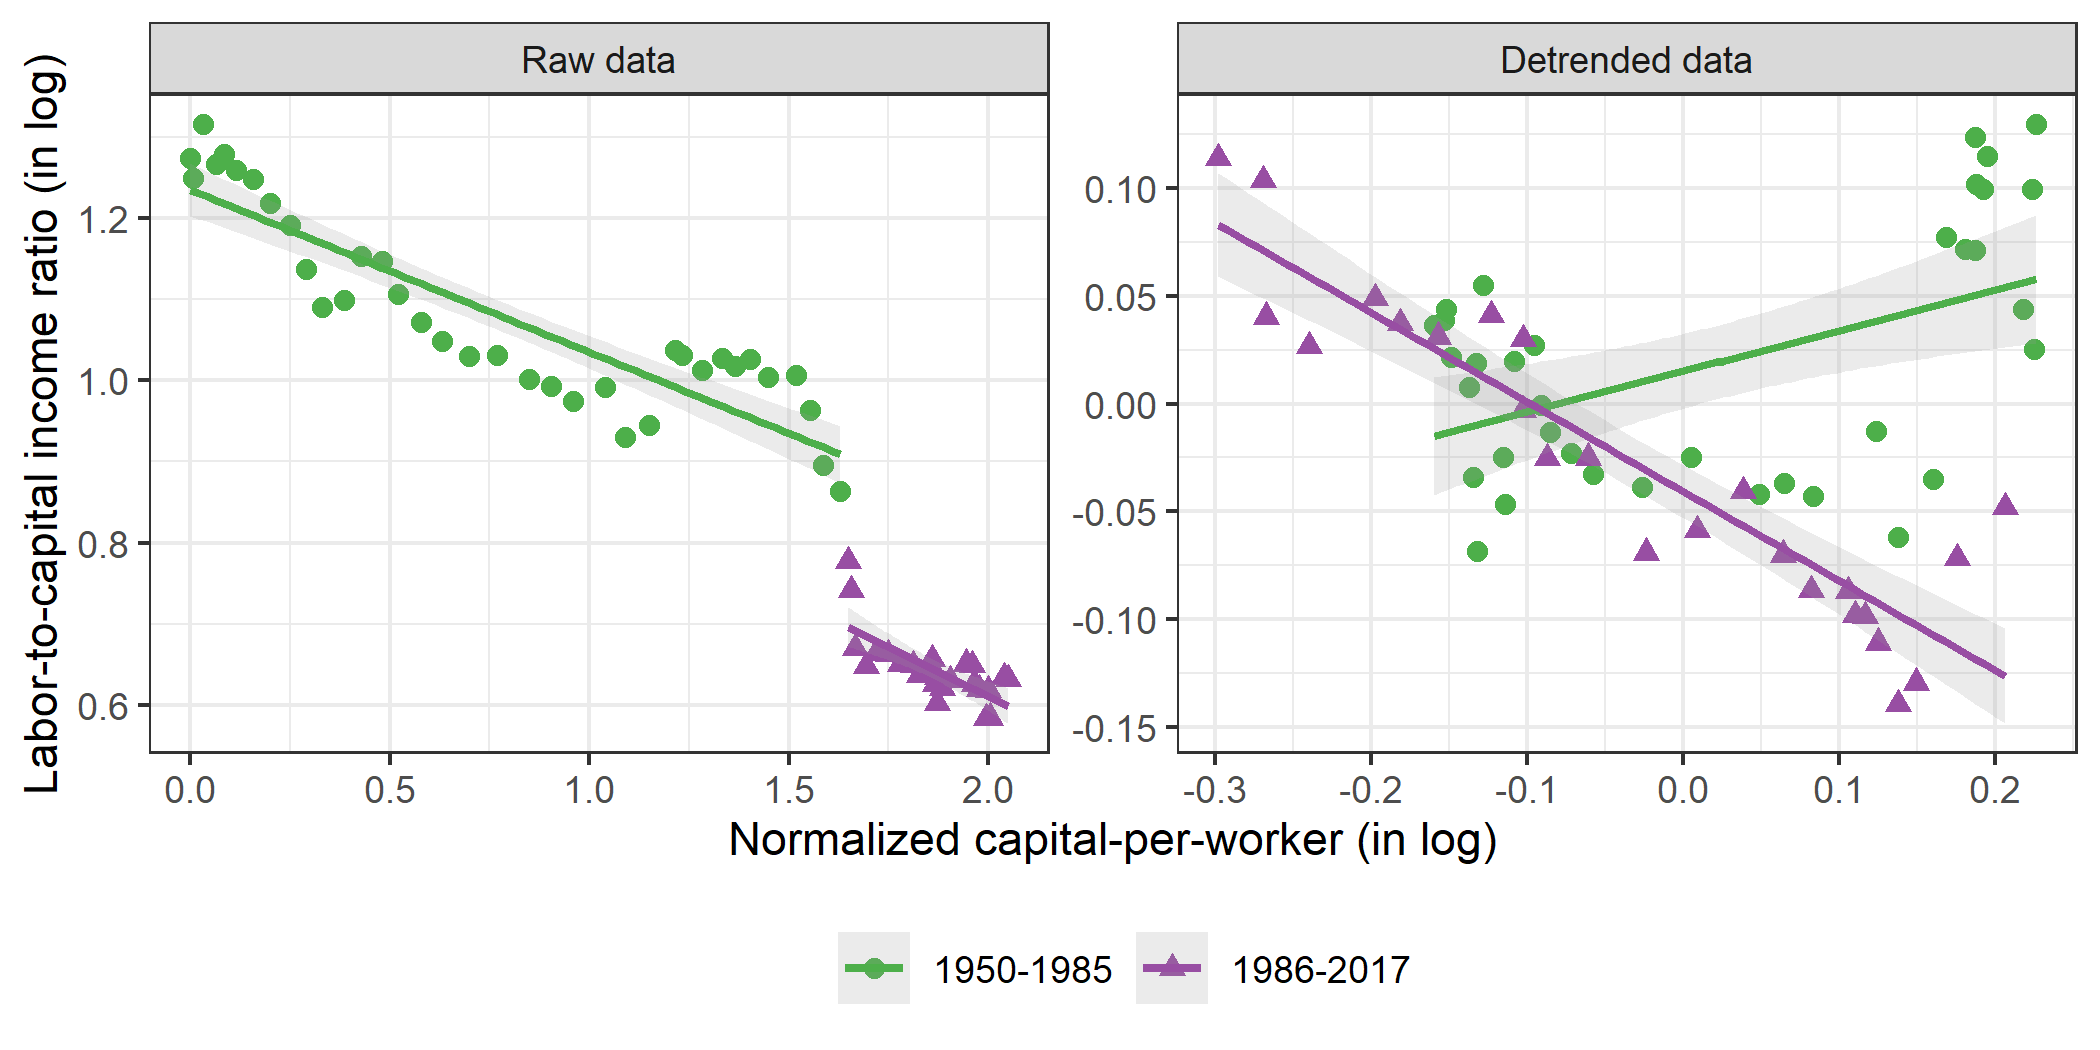 Raw data
Detrended data
Labor-to-capital income ratio (in log)
1.2
1.0
0.8
0.6
0.10
0.05
0.00
-0.05
-0.10
-0.15
0.0 0.5 1.0 1.5 2.0
-0.3 -0.2 -0.1 0.0 0.1 0.2
Normalized capital-per-worker (in log)
1950-1985 1986-2017